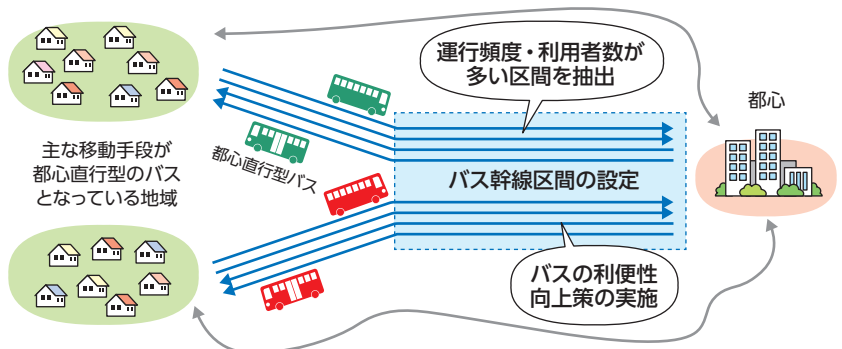 運行頻度・利用者数が
多い区間を抽出
都心
主な移動手段が
都心直行型のバス
となっている地域
都心直行型バス
バス幹線区間の設定
バスの利便性
向上策の実施